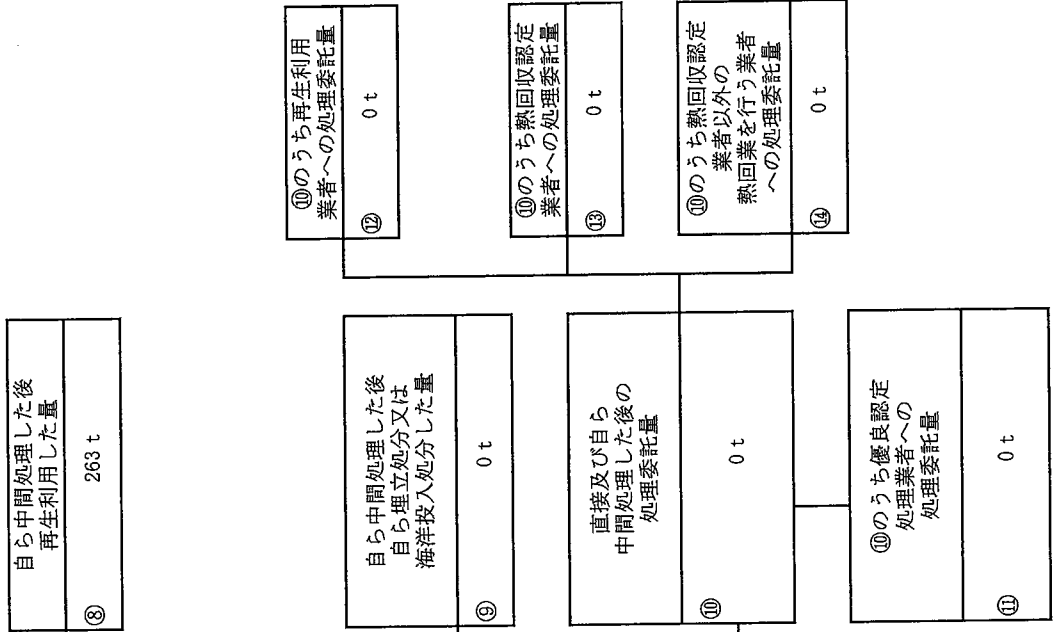 自ら中間処理した後
再生利用した量
⑧ 263 t
自ら中間処理した後
自ら埋立処分又は
海洋投入処分した量
⑨ 0 t
直接及び自ら
中間処理した後の
処理委託量
⑩ 0 t
⑩のうち優良認定
処理業者への
処理委託量
⑪ 0 t
⑩のうち再生利用
業者への処理委託量
⑫ 0 t
⑩のうち熱回収認定
業者への処理委託量
⑬ 0 t
⑩のうち熱回収認定
業者以外の
熱回業を行う業者
への処理委託量
⑭ 0 t